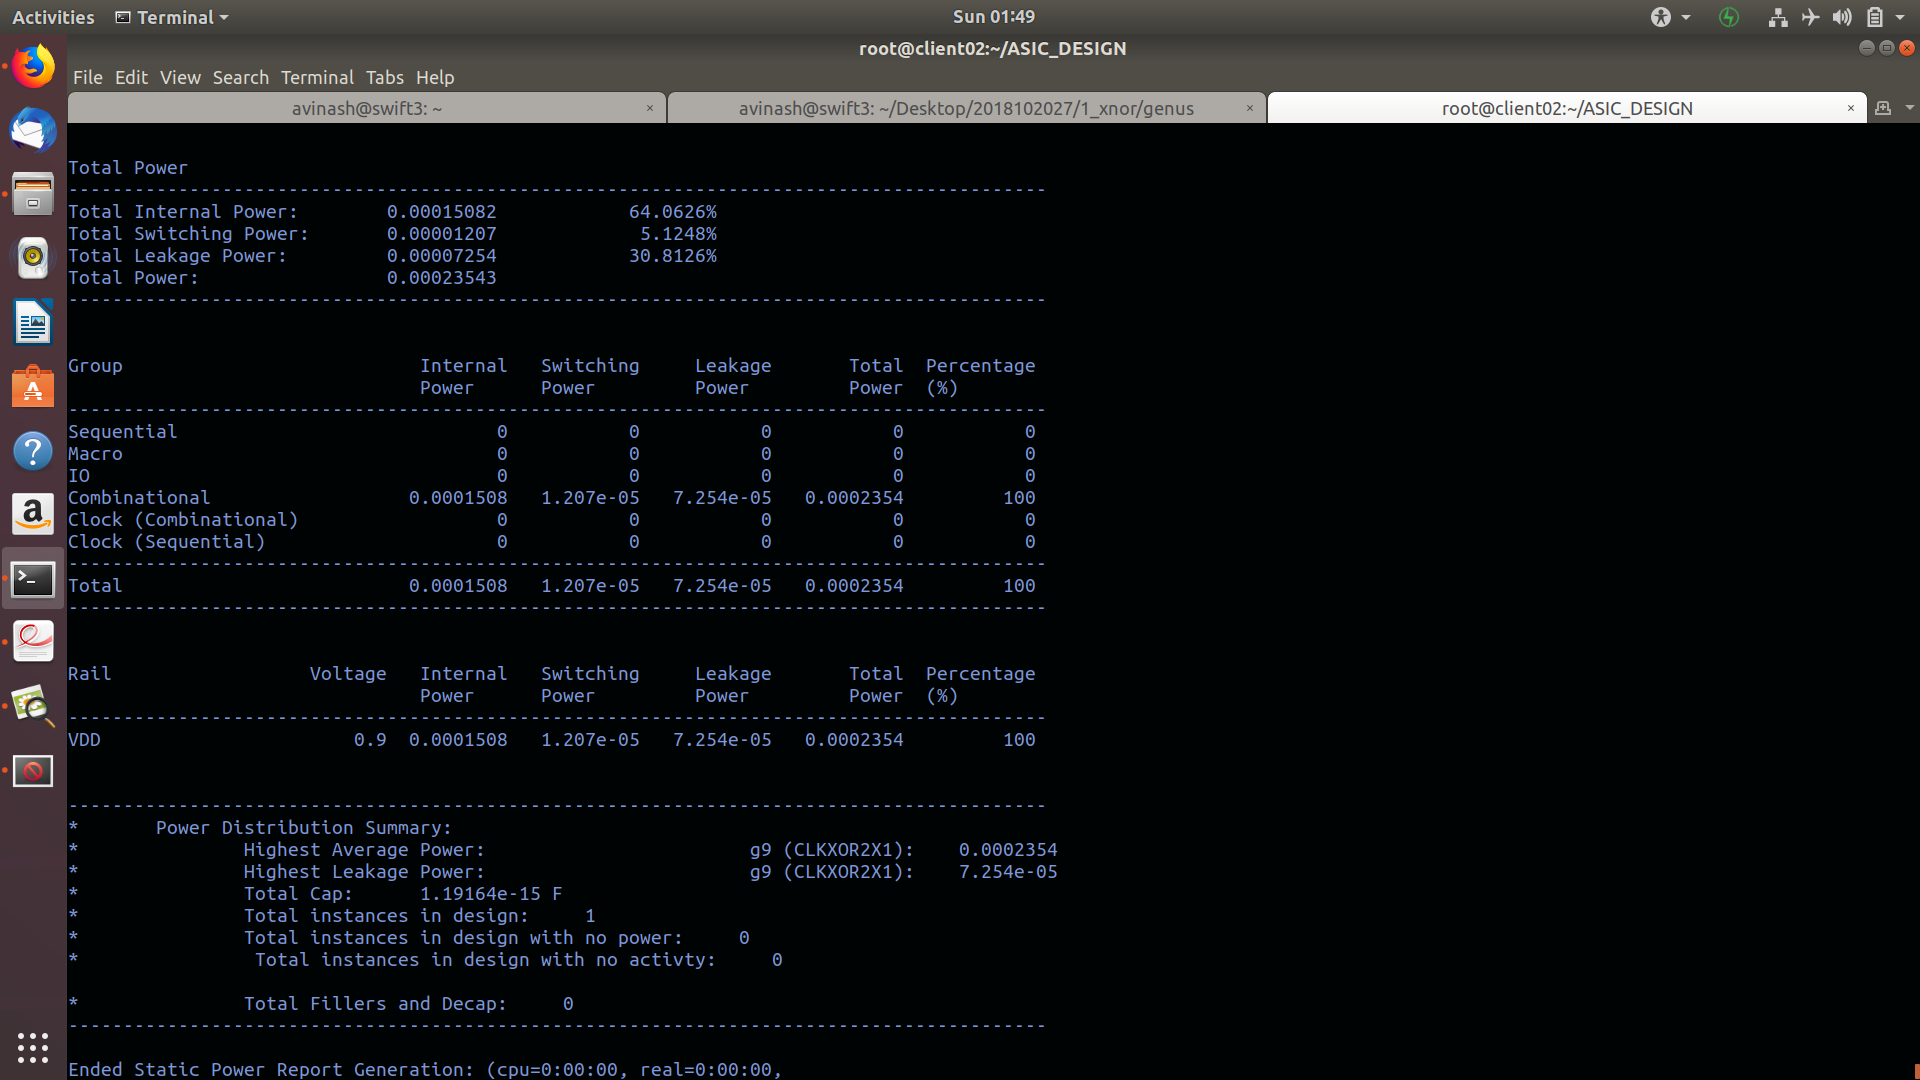 Activities Terminal Sun 01:49
root@client02:~/ASIC_DESIGN
File Edit View Search Terminal Tabs Help
avinash@swift3: ~ × avinash@swift3: ~/Desktop/2018102027/1_xnor/genus × root@client02:~/ASIC_DESIGN ×
Total Power
-----------------------------------------------------------------------------------------
Total Internal Power:        0.00015082            64.0626%
Total Switching Power:       0.00001207             5.1248%
Total Leakage Power:         0.00007254            30.8126%
Total Power:                 0.00023543
-----------------------------------------------------------------------------------------
Group                           Internal   Switching     Leakage       Total  Percentage
                                Power      Power         Power         Power  (%)
-----------------------------------------------------------------------------------------
Sequential                             0           0           0           0           0
Macro                                  0           0           0           0           0
IO                                     0           0           0           0           0
Combinational                  0.0001508   1.207e-05   7.254e-05   0.0002354         100
Clock (Combinational)                  0           0           0           0           0
Clock (Sequential)                     0           0           0           0           0
-----------------------------------------------------------------------------------------
Total                          0.0001508   1.207e-05   7.254e-05   0.0002354         100
-----------------------------------------------------------------------------------------
Rail                  Voltage   Internal   Switching     Leakage       Total  Percentage
                                Power      Power         Power         Power  (%)
-----------------------------------------------------------------------------------------
VDD                       0.9  0.0001508   1.207e-05   7.254e-05   0.0002354         100
-----------------------------------------------------------------------------------------
*       Power Distribution Summary:
*               Highest Average Power:                        g9 (CLKXOR2X1):    0.0002354
*               Highest Leakage Power:                        g9 (CLKXOR2X1):    7.254e-05
*               Total Cap:      1.19164e-15 F
*               Total instances in design:     1
*               Total instances in design with no power:     0
*                Total instances in design with no activty:     0
*               Total Fillers and Decap:     0
-----------------------------------------------------------------------------------------
Ended Static Power Report Generation: (cpu=0:00:00, real=0:00:00,